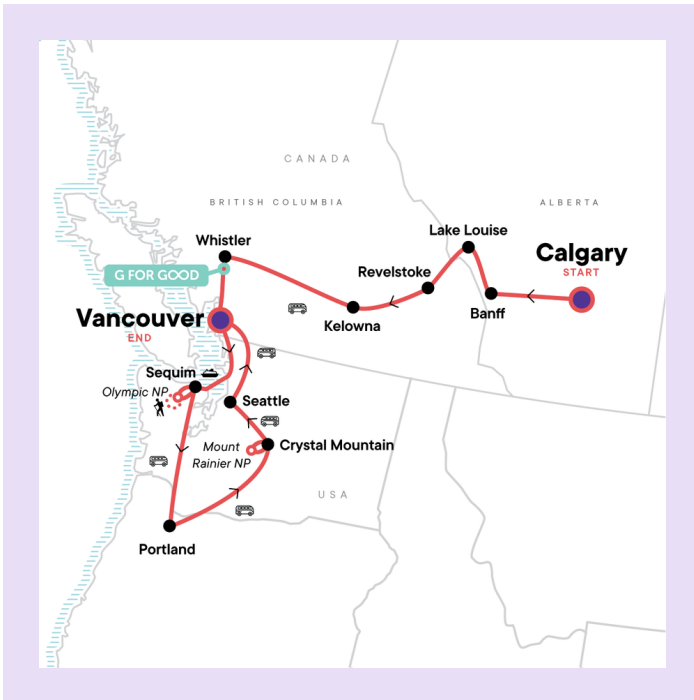 CANADA
BRITISH COLUMBIA
ALBERTA
Lake Louise
Whistler
Calgary
START
G FOR GOOD
Revelstoke
Banff
Vancouver
END
Kelowna
Sequim
Olympic NP
Seattle
Mount
Rainier NP
Crystal Mountain
USA
Portland